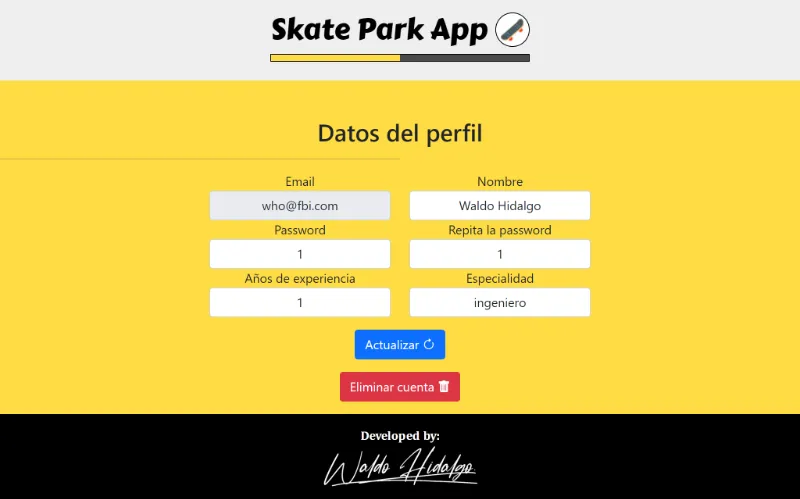 Skate Park App
Datos del perfil
Email
Nombre
who@fbi.com
Waldo Hidalgo
Password
Repita la password
1
1
Años de experiencia
Especialidad
1
ingeniero
Actualizar
Eliminar cuenta
Developed by:
Waldo Hidalgo